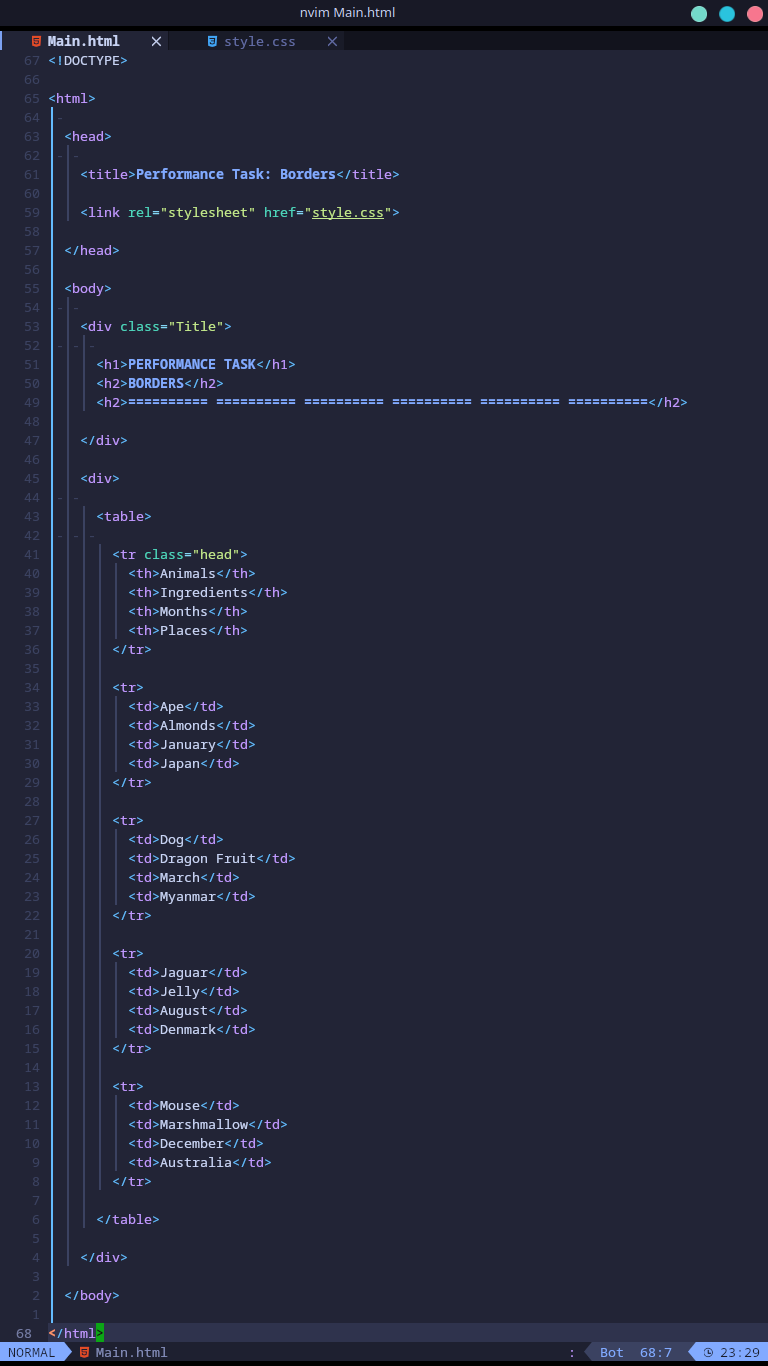 nvim Main.html
Main.html × style.css ×
67 <!DOCTYPE>
66
65 <html>
64
63 <head>
62
61 <title>Performance Task: Borders</title>
60
59 <link rel="stylesheet" href="style.css">
58
57 </head>
56
55 <body>
54
53 <div class="Title">
52
51 <h1>PERFORMANCE TASK</h1>
50 <h2>BORDERS</h2>
49 <h2>========== ========== ========== ========== ========== ==========</h2>
48
47 </div>
46
45 <div>
44
43 <table>
42
41 <tr class="head">
40 <th>Animals</th>
39 <th>Ingredients</th>
38 <th>Months</th>
37 <th>Places</th>
36 </tr>
35
34 <tr>
33 <td>Ape</td>
32 <td>Almonds</td>
31 <td>January</td>
30 <td>Japan</td>
29 </tr>
28
27 <tr>
26 <td>Dog</td>
25 <td>Dragon Fruit</td>
24 <td>March</td>
23 <td>Myanmar</td>
22 </tr>
21
20 <tr>
19 <td>Jaguar</td>
18 <td>Jelly</td>
17 <td>August</td>
16 <td>Denmark</td>
15 </tr>
14
13 <tr>
12 <td>Mouse</td>
11 <td>Marshmallow</td>
10 <td>December</td>
9 <td>Australia</td>
8 </tr>
7
6 </table>
5
4 </div>
3
2 </body>
1
68 </html>
NORMAL Main.html : Bot 68:7 23:29